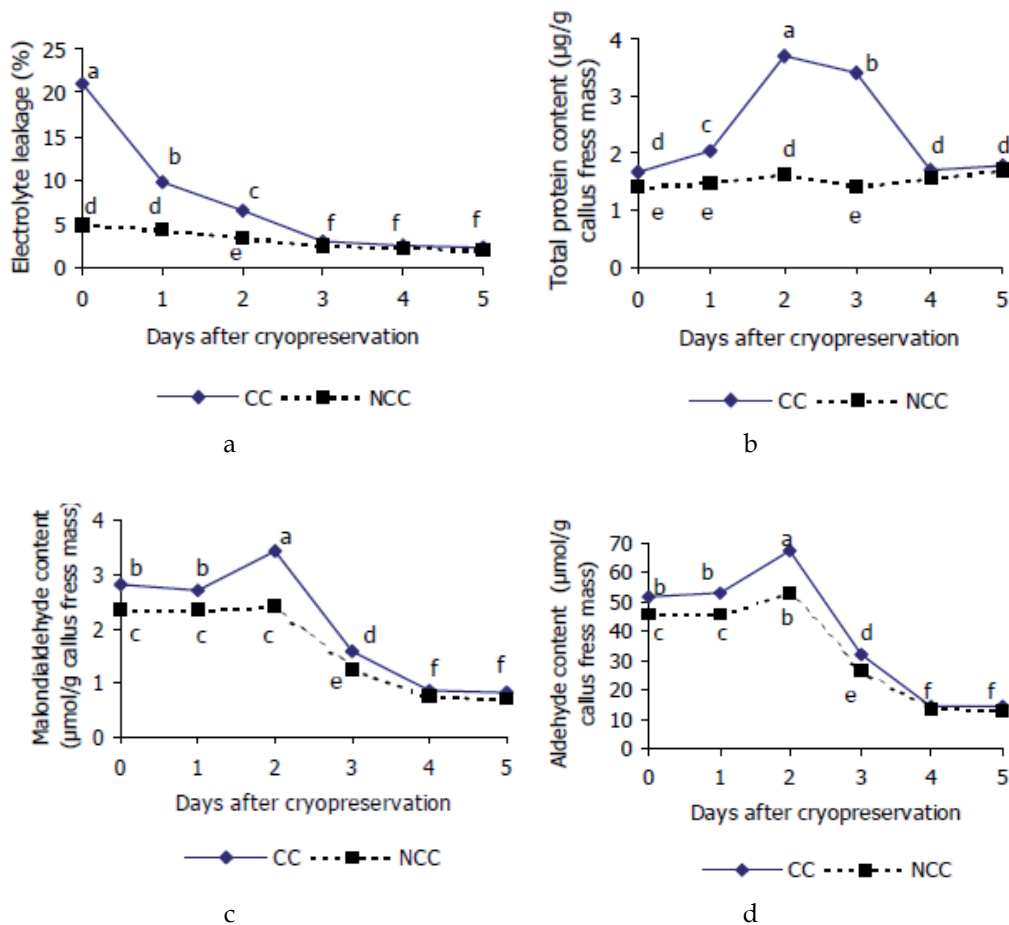 Electrolyte leakage (%)
25
20
15
10
5
0
a
b
c
d
d
e
f
f
f
0 1 2 3 4 5
Days after cryopreservation
CC NCC
a
Total protein content (µg/g
callus fress mass)
4
3
2
1
0
a
b
d
c
d
d
d
e
e
e
0 1 2 3 4 5
Days after cryopreservation
CC NCC
b
Malondialdehyde content
(µmol/g callus fress mass)
4
3
2
1
0
a
b
b
c
c
c
d
e
f
f
0 1 2 3 4 5
Days after cryopreservation
CC NCC
c
Aldehyde content (µmol/g
callus fress mass)
70
60
50
40
30
20
10
0
a
b
b
c
c
b
d
e
f
f
0 1 2 3 4 5
Days after cryopreservation
CC NCC
d